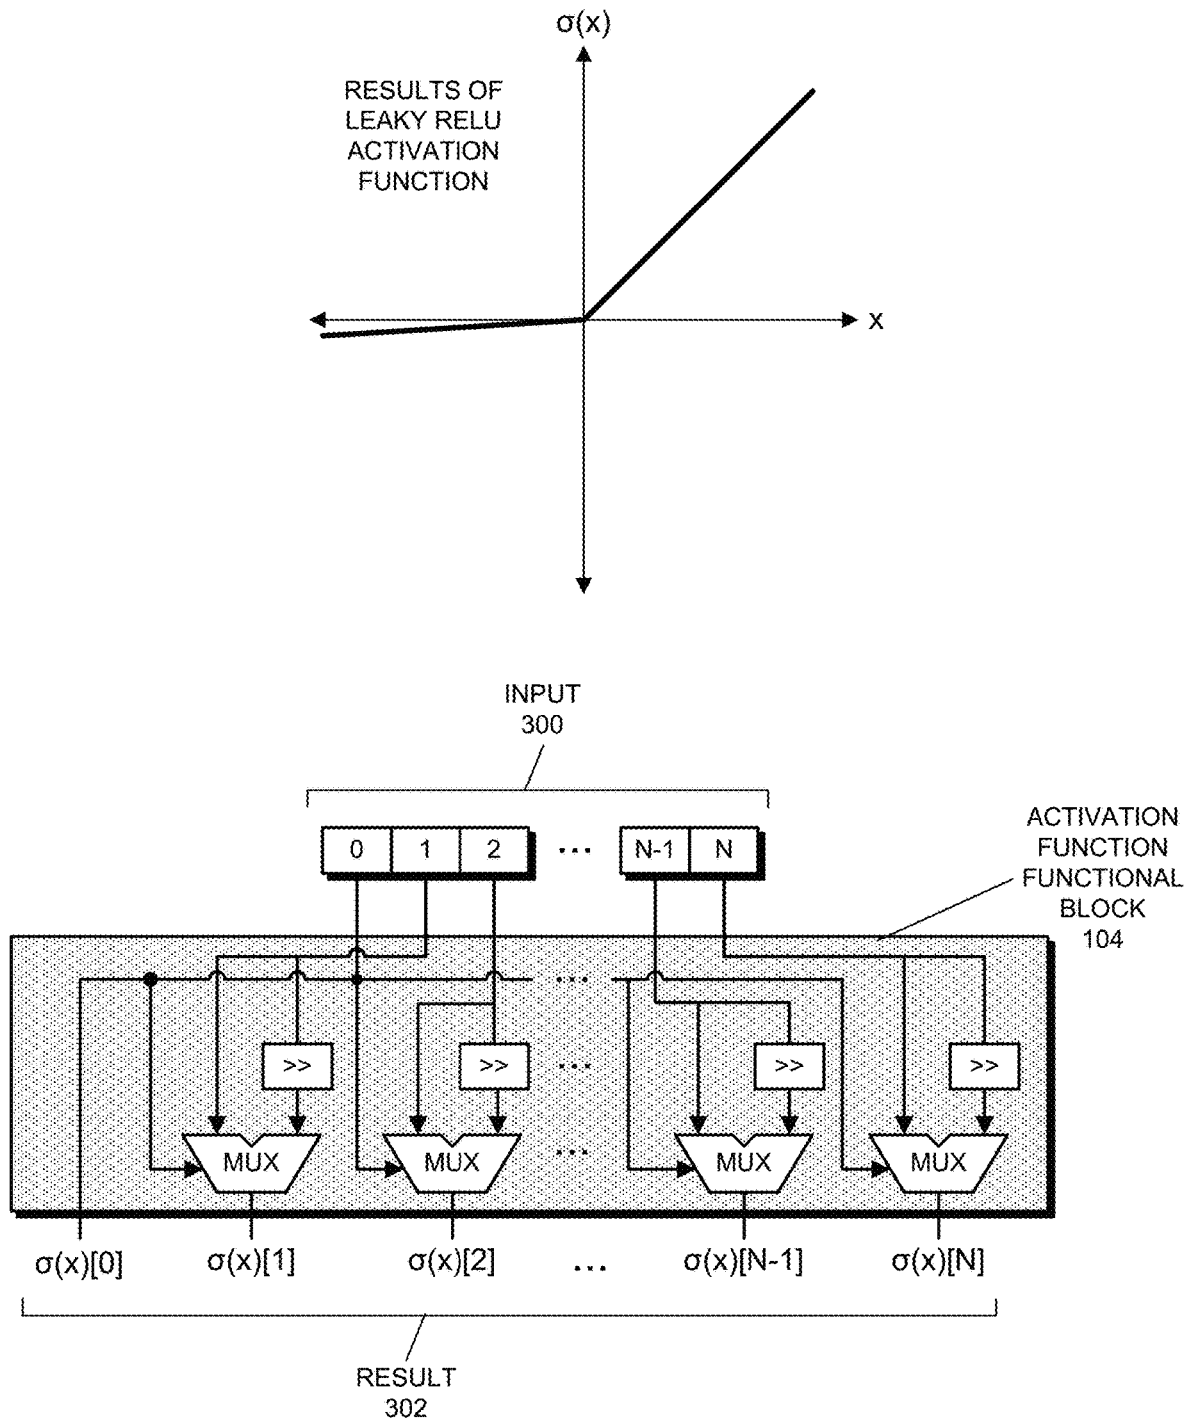 σ(x)
RESULTS OF
LEAKY RELU
ACTIVATION
FUNCTION
x
INPUT
300
ACTIVATION
FUNCTION
FUNCTIONAL
BLOCK
104
0 1 2 ... N-1 N
...
>> >> ... >> >>
MUX MUX ... MUX MUX
σ(x)[0] σ(x)[1] σ(x)[2] ... σ(x)[N-1] σ(x)[N]
RESULT
302